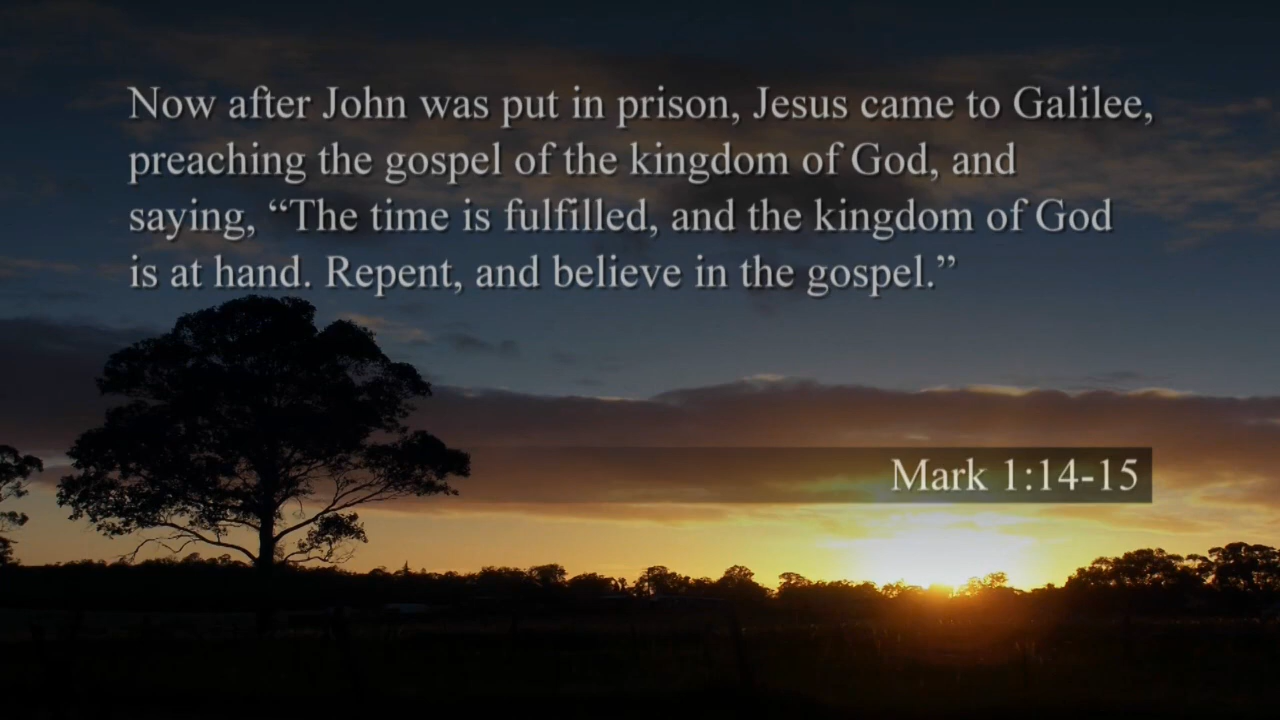 Now after John was put in prison, Jesus came to Galilee,
preaching the gospel of the kingdom of God, and
saying, “The time is fulfilled, and the kingdom of God
is at hand. Repent, and believe in the gospel.”
Mark 1:14-15